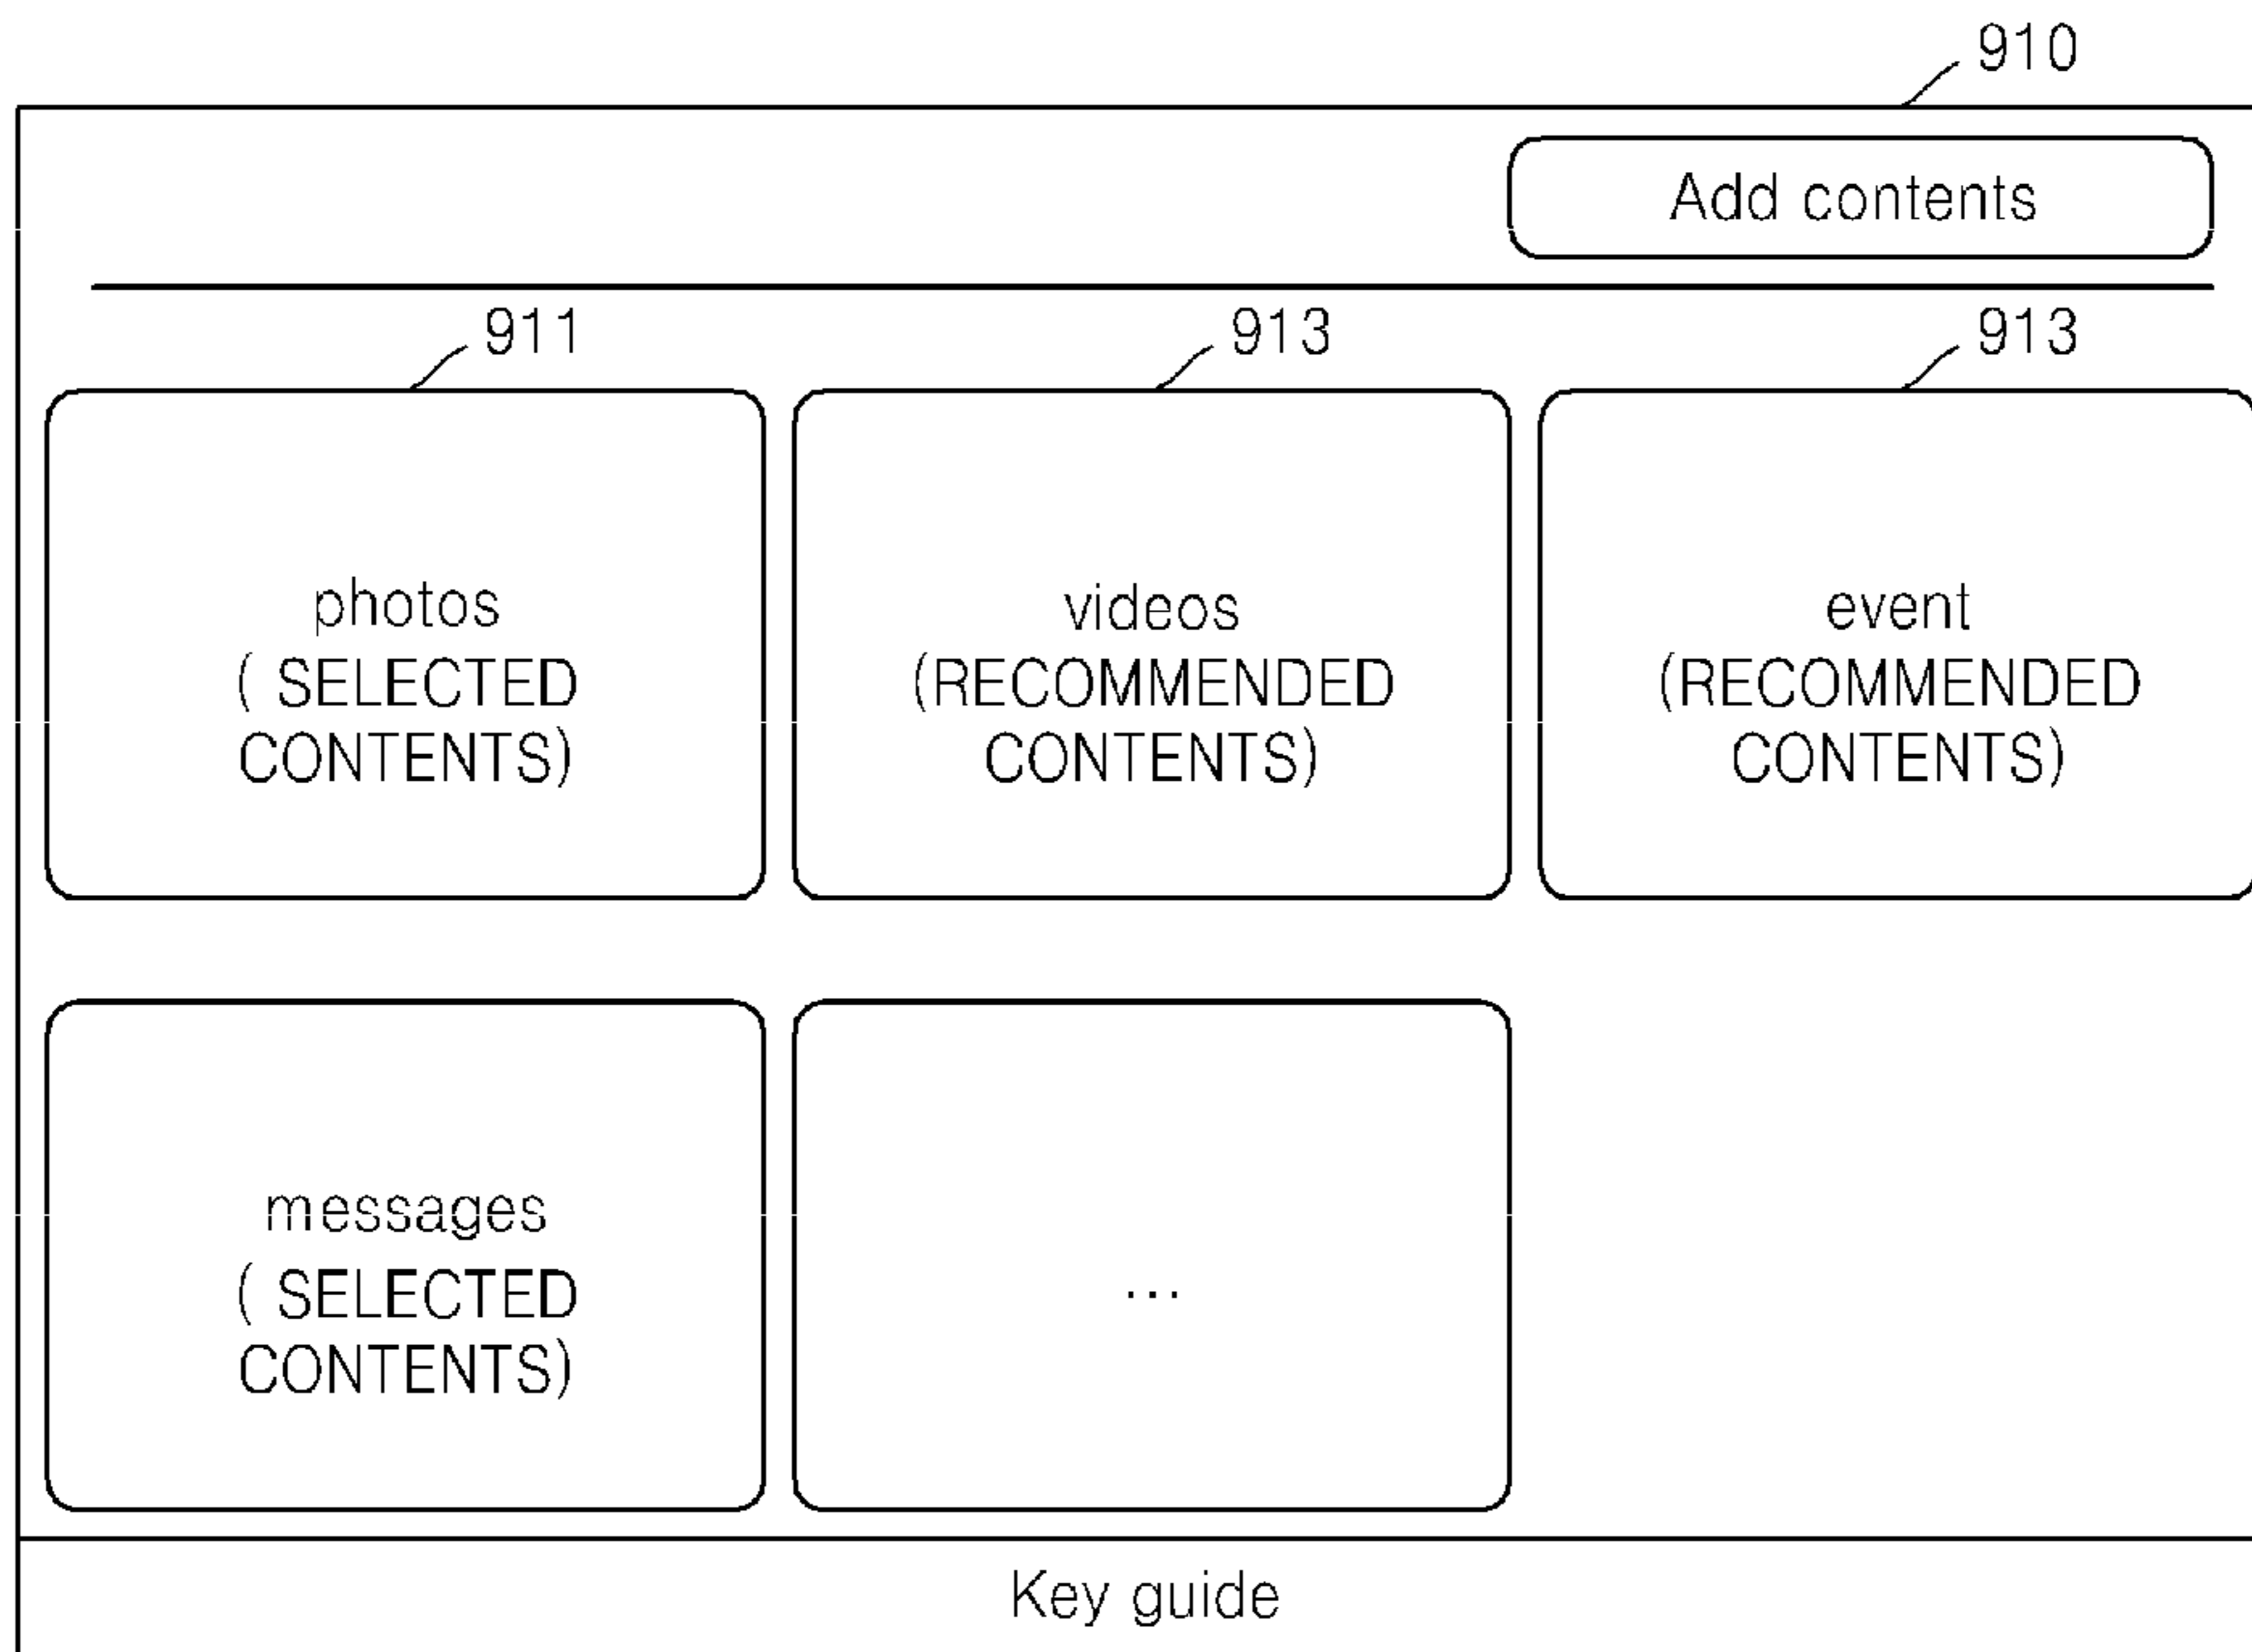 910
Add contents
911
913
913
photos
( SELECTED
CONTENTS)
videos
(RECOMMENDED
CONTENTS)
event
(RECOMMENDED
CONTENTS)
messages
( SELECTED
CONTENTS)
...
Key guide